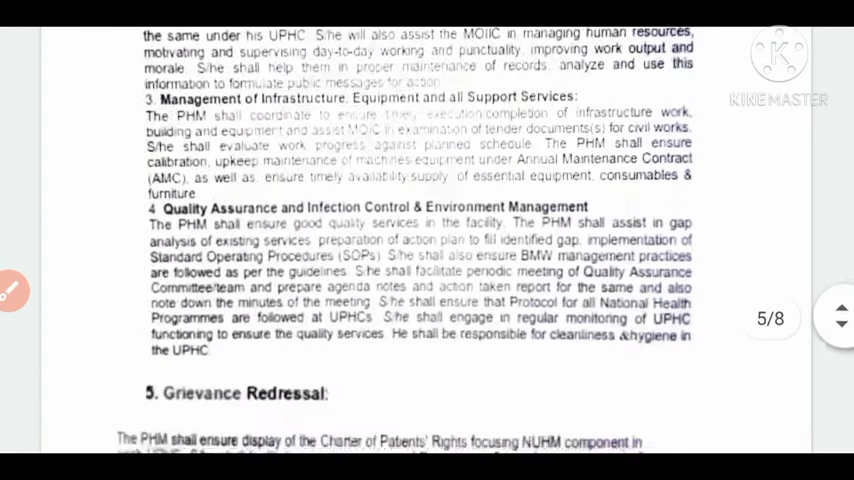 the same under his UPHC. S/he will also assist the MOIIC in managing human resources,
motivating and supervising day-to-day working and punctuality, improving work output and
morale. S/he shall help them in proper maintenance of records, analyze and use this
information to formulate public messages for action
3. Management of Infrastructure, Equipment and all Support Services:
The PHM shall coordinate to ensure timely execution/completion of infrastructure work,
building and equipment and assist MOIC in examination of tender documents(s) for civil works.
S/he shall evaluate work progress against planned schedule. The PHM shall ensure
calibration, upkeep maintenance of machines/equipment under Annual Maintenance Contract
(AMC), as well as, ensure timely availability/supply of essential equipment, consumables &
furniture
4 Quality Assurance and Infection Control & Environment Management
The PHM shall ensure good quality services in the facility. The PHM shall assist in gap
analysis of existing services, preparation of action plan to fill identified gap, implementation of
Standard Operating Procedures (SOPs). S/he shall also ensure BMW management practices
are followed as per the guidelines. S/he shall facilitate periodic meeting of Quality Assurance
Committee/team and prepare agenda notes and action taken report for the same and also
note down the minutes of the meeting. S/he shall ensure that Protocol for all National Health
Programmes are followed at UPHCs. S/he shall engage in regular monitoring of UPHC
functioning to ensure the quality services. He shall be responsible for cleanliness &hygiene in
the UPHC.
5. Grievance Redressal:
The PHM shall ensure display of the Charter of Patients' Rights focusing NUHM component in
5/8
K
KINEMASTER